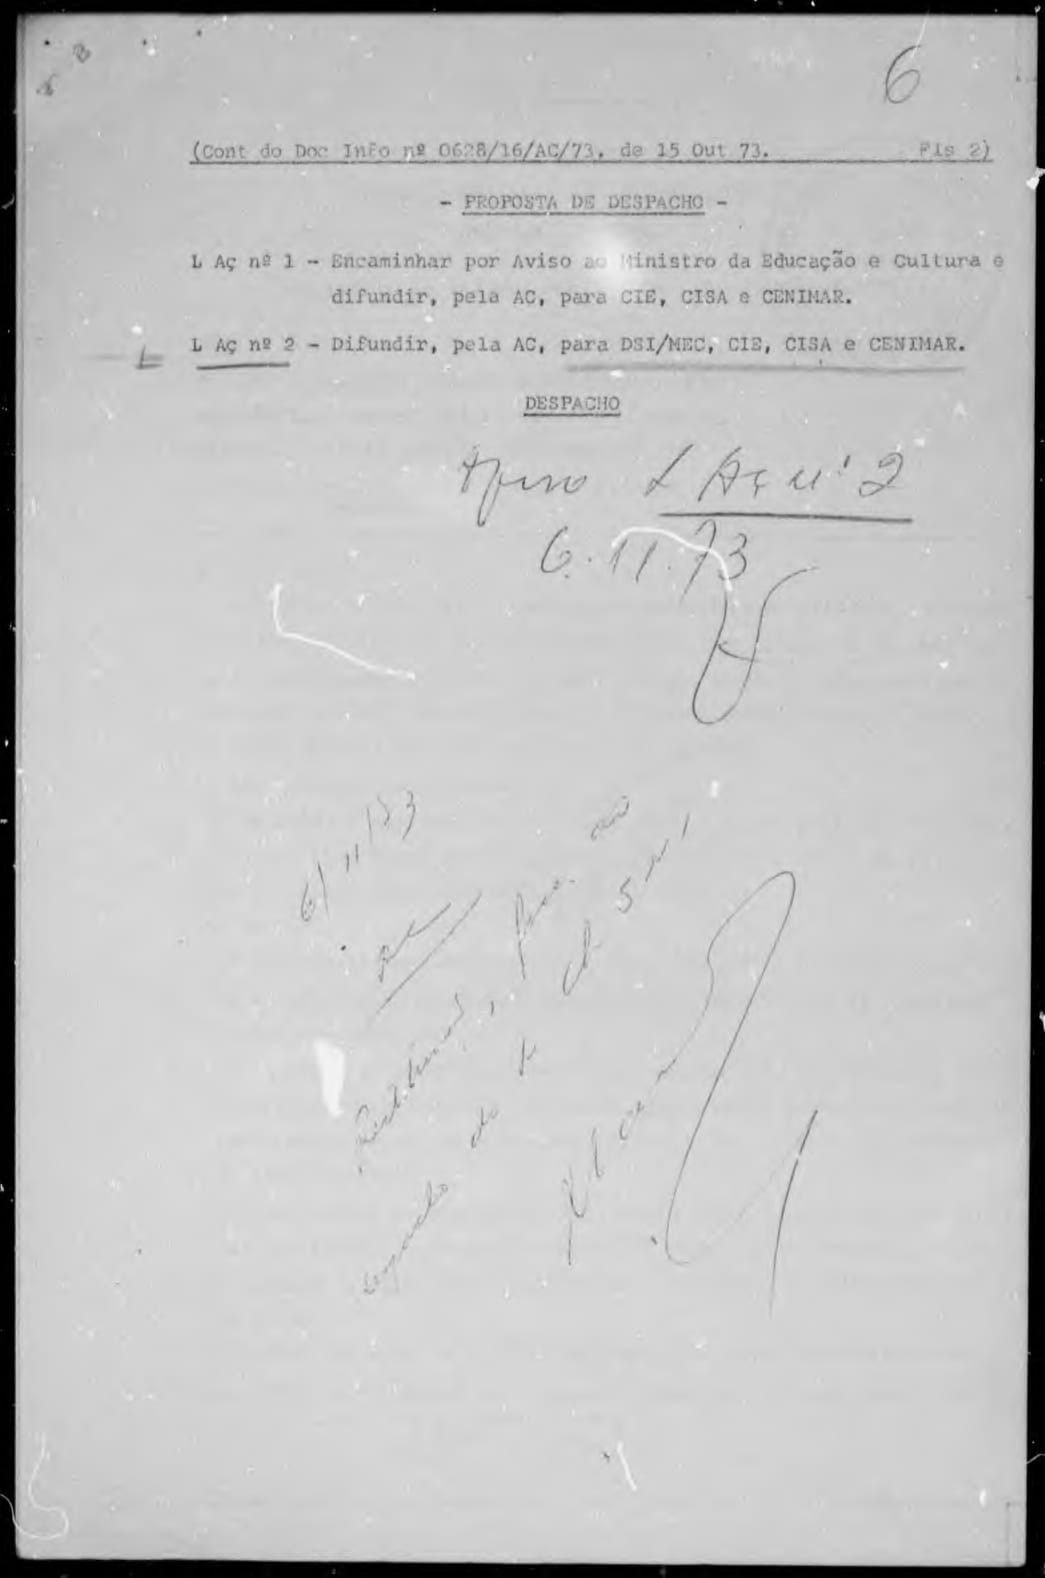 6
(Cont do Doc Info nº 0628/16/AC/73, de 15 Out 73. Fls 2)
- PROPOSTA DE DESPACHO -
L Aç nº 1 - Encaminhar por Aviso ao Ministro da Educação e Cultura e
difundir, pela AC, para CIE, CISA e CENIMAR.
L Aç nº 2 - Difundir, pela AC, para DSI/MEC, CIE, CISA e CENIMAR.
DESPACHO
L Aç nº 2
6.11.73
6/11/73
do